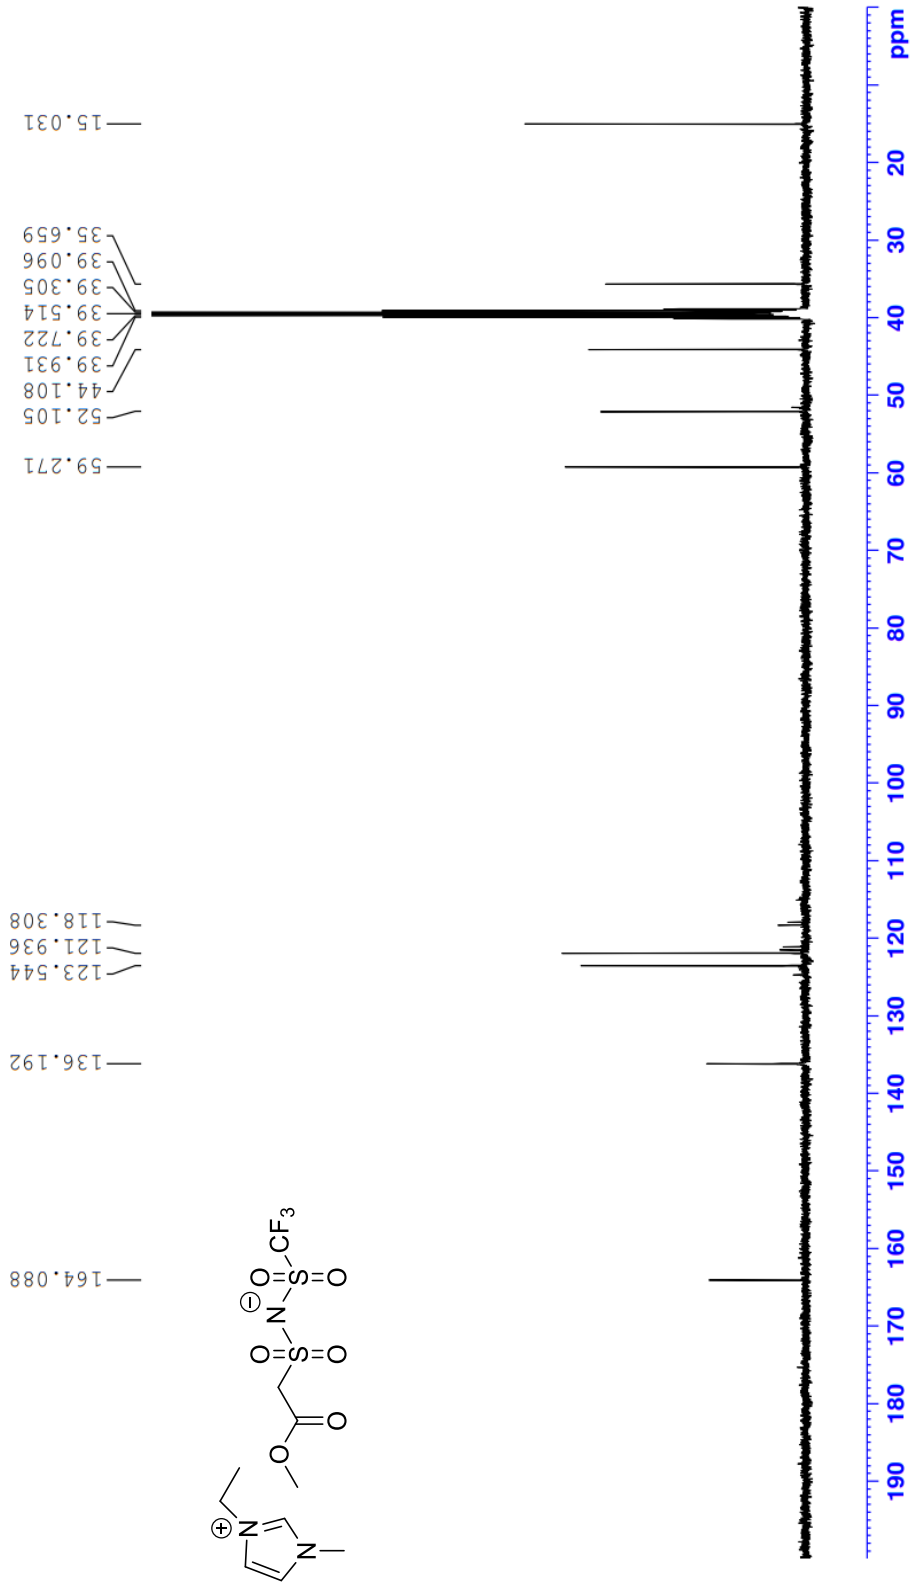 15.031
35.659
39.096
39.305
39.514
39.722
39.931
44.108
52.105
59.271
118.308
121.936
123.544
136.192
164.088
ppm
20
30
40
50
60
70
80
90
100
110
120
130
140
150
160
170
180
190
⊕
N
N
O
O
O
S
O
⊖
N
O
S
O
CF₃